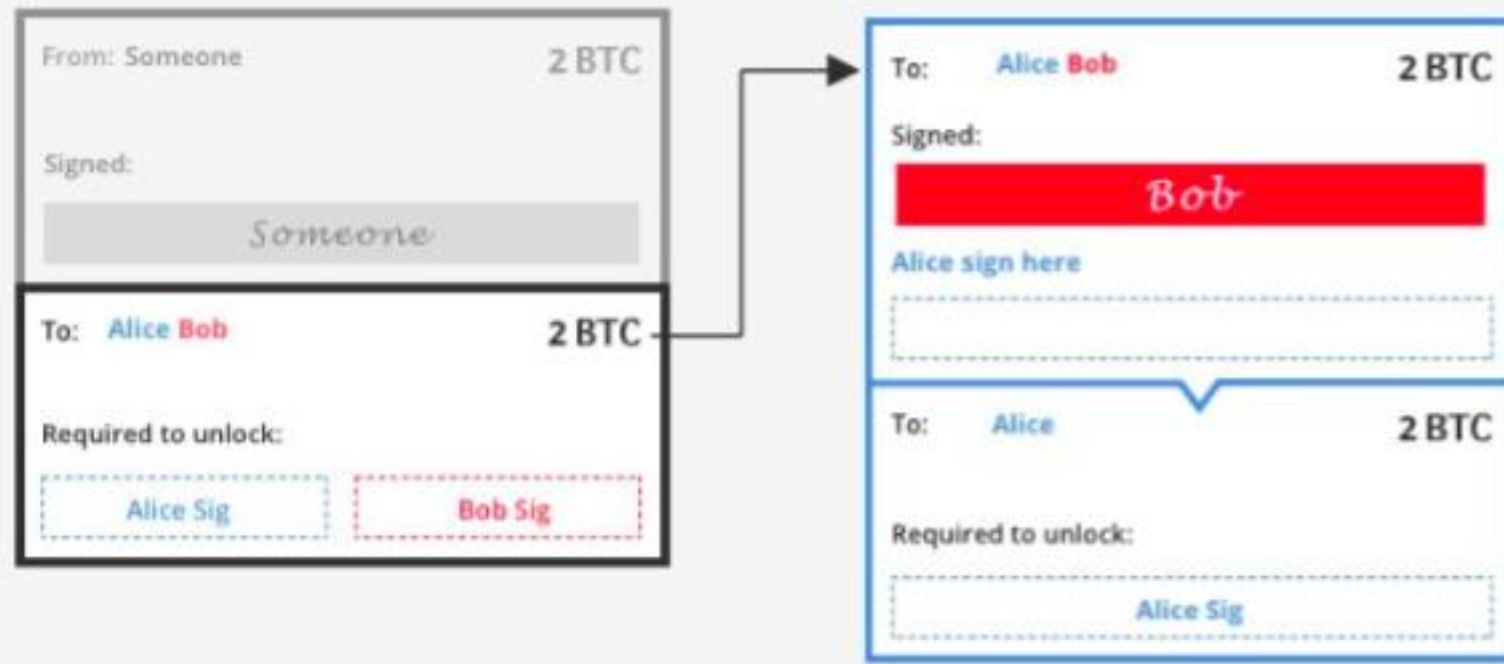 From: Someone 2 BTC
Signed:
Someone
To: Alice Bob 2 BTC
Required to unlock:
Alice Sig Bob Sig
To: Alice Bob 2 BTC
Signed:
Bob
Alice sign here
To: Alice 2 BTC
Required to unlock:
Alice Sig